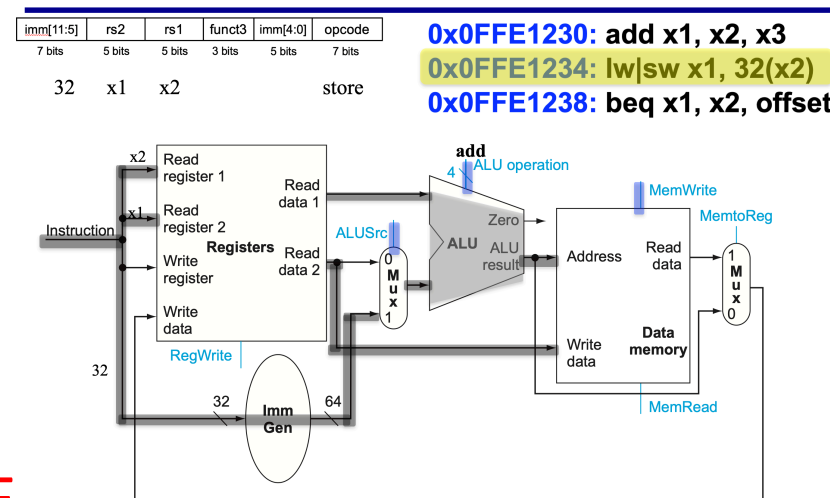 imm[11:5] rs2 rs1 funct3 imm[4:0] opcode
7 bits 5 bits 5 bits 3 bits 5 bits 7 bits
32 x1 x2 store
0x0FFE1230: add x1, x2, x3
0x0FFE1234: lw|sw x1, 32(x2)
0x0FFE1238: beq x1, x2, offset
Instruction
x2
x1
32
Read
register 1
Read
register 2
Write
register
Write
data
Registers
Read
data 1
Read
data 2
RegWrite
32
Imm
Gen
64
ALUSrc
0
M
u
x
1
add
4
ALU operation
Zero
ALU
ALU
result
MemWrite
Address
Read
data
Write
data
Data
memory
MemRead
MemtoReg
1
M
u
x
0